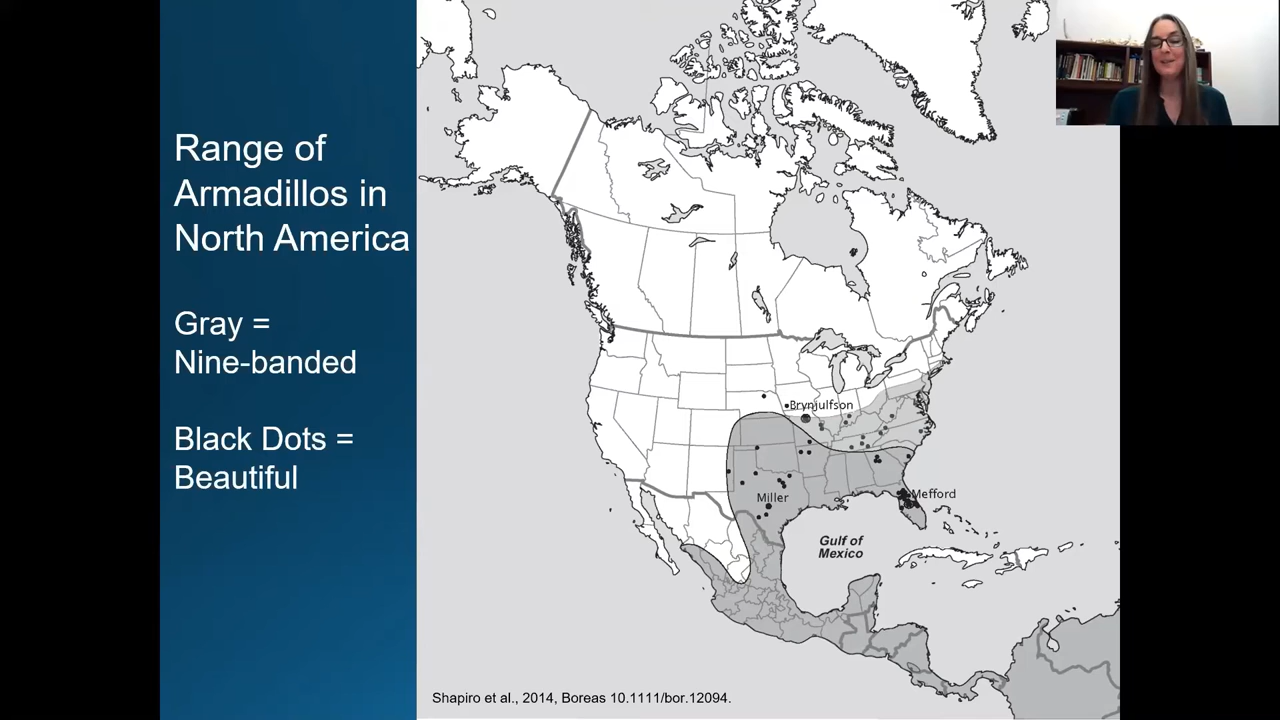 Range of
Armadillos in
North America
Gray =
Nine-banded
Black Dots =
Beautiful
Brynjulfson
Miller
Mefford
Gulf of
Mexico
Shapiro et al., 2014, Boreas 10.1111/bor.12094.